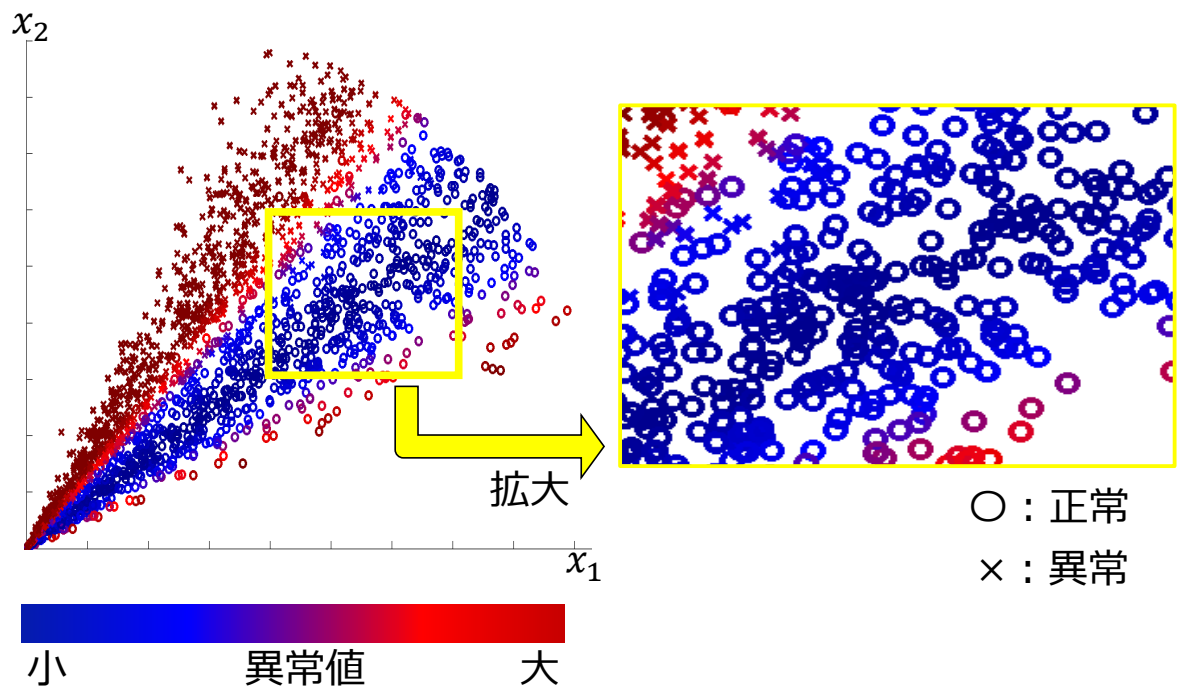 x₂
x₁
拡大
○：正常
×：異常
小 異常値 大